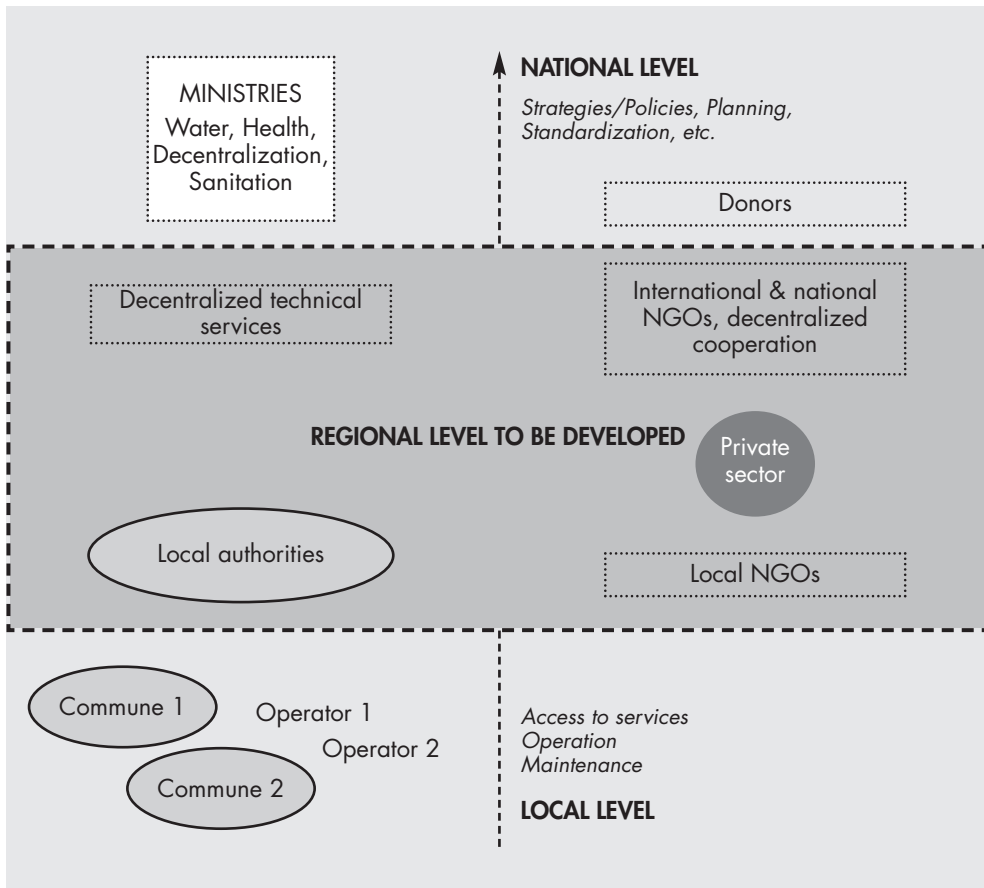 MINISTRIES
Water, Health,
Decentralization,
Sanitation
NATIONAL LEVEL
Strategies/Policies, Planning,
Standardization, etc.
Donors
Decentralized technical
services
International & national
NGOs, decentralized
cooperation
REGIONAL LEVEL TO BE DEVELOPED
Private
sector
Local authorities
Local NGOs
Commune 1
Operator 1
Operator 2
Commune 2
Access to services
Operation
Maintenance
LOCAL LEVEL